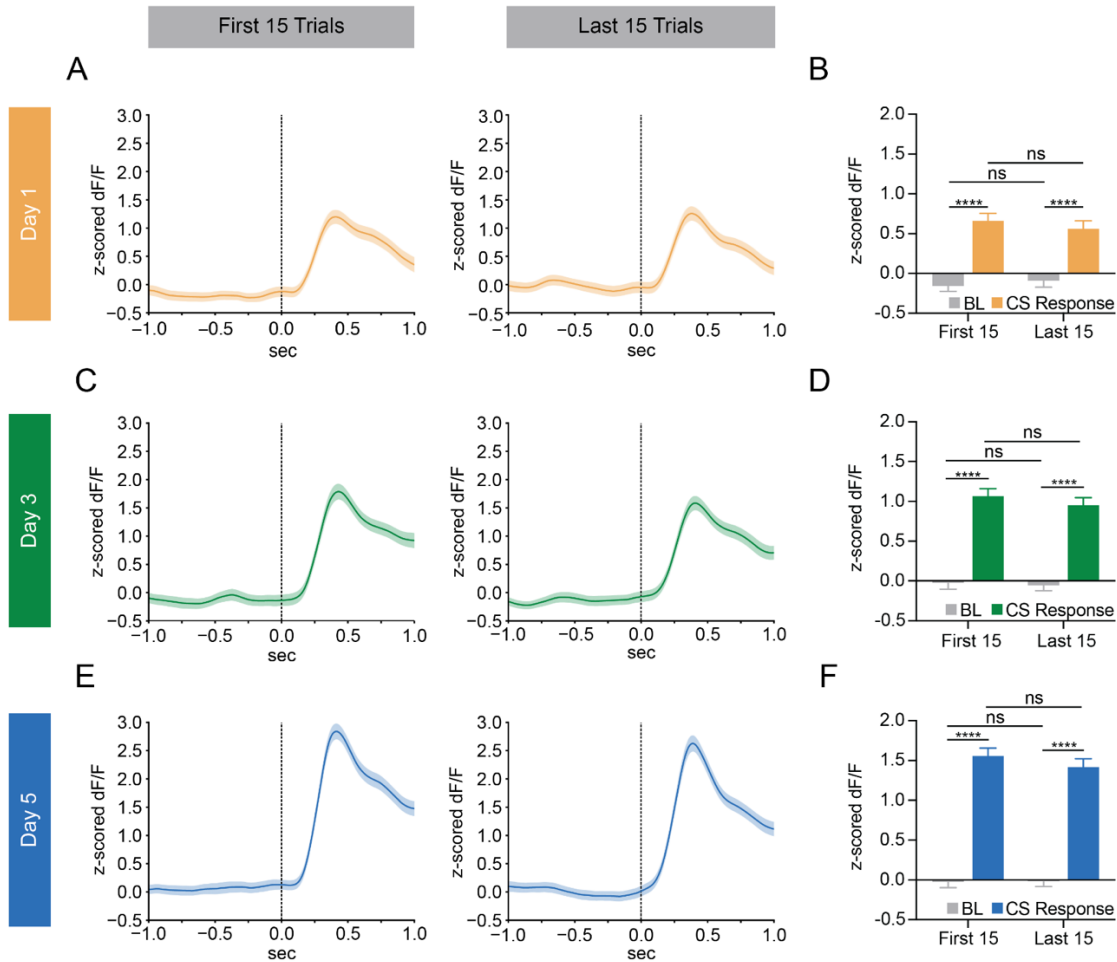 First 15 Trials
Last 15 Trials
A
B
Day 1
3.0
2.5
2.0
1.5
1.0
0.5
0.0
−0.5
z-scored dF/F
−1.0 −0.5 0.0 0.5 1.0
sec
3.0
2.5
2.0
1.5
1.0
0.5
0.0
−0.5
z-scored dF/F
−1.0 −0.5 0.0 0.5 1.0
sec
2.0
1.5
1.0
0.5
0.0
-0.5
z-scored dF/F
ns
ns
**** ****
BL CS Response
First 15 Last 15
C
D
Day 3
3.0
2.5
2.0
1.5
1.0
0.5
0.0
−0.5
z-scored dF/F
−1.0 −0.5 0.0 0.5 1.0
sec
3.0
2.5
2.0
1.5
1.0
0.5
0.0
−0.5
z-scored dF/F
−1.0 −0.5 0.0 0.5 1.0
sec
2.0
1.5
1.0
0.5
0.0
-0.5
z-scored dF/F
ns
ns
**** ****
BL CS Response
First 15 Last 15
E
F
Day 5
3.0
2.5
2.0
1.5
1.0
0.5
0.0
−0.5
z-scored dF/F
−1.0 −0.5 0.0 0.5 1.0
sec
3.0
2.5
2.0
1.5
1.0
0.5
0.0
−0.5
z-scored dF/F
−1.0 −0.5 0.0 0.5 1.0
sec
2.0
1.5
1.0
0.5
0.0
-0.5
z-scored dF/F
ns
ns
**** ****
BL CS Response
First 15 Last 15